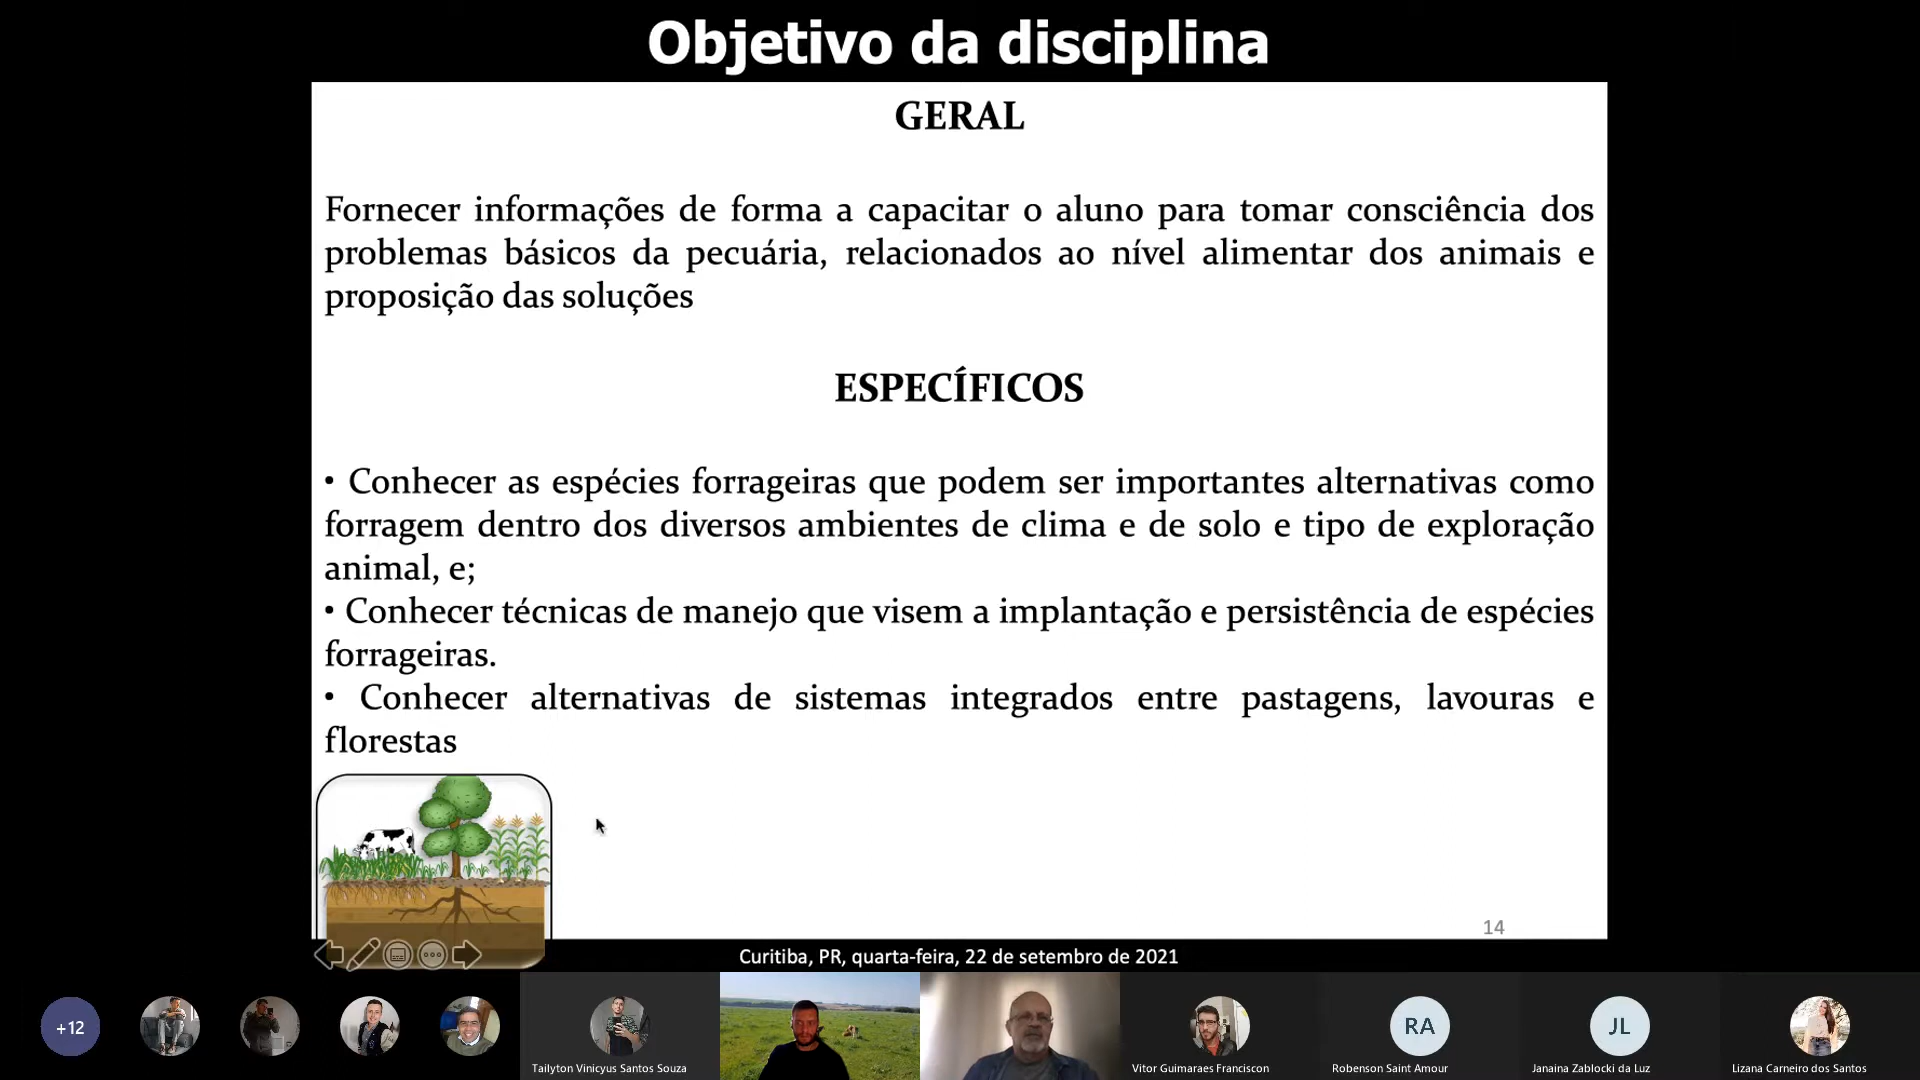 Objetivo da disciplina
GERAL
Fornecer informações de forma a capacitar o aluno para tomar consciência dos
problemas básicos da pecuária, relacionados ao nível alimentar dos animais e
proposição das soluções
ESPECÍFICOS
• Conhecer as espécies forrageiras que podem ser importantes alternativas como
forragem dentro dos diversos ambientes de clima e de solo e tipo de exploração
animal, e;
• Conhecer técnicas de manejo que visem a implantação e persistência de espécies
forrageiras.
• Conhecer alternativas de sistemas integrados entre pastagens, lavouras e
florestas
14
Curitiba, PR, quarta-feira, 22 de setembro de 2021
+12
RA
JL
Tailyton Vinicyus Santos Souza
Vitor Guimaraes Franciscon
Robenson Saint Amour
Janaina Zablocki da Luz
Lizana Carneiro dos Santos